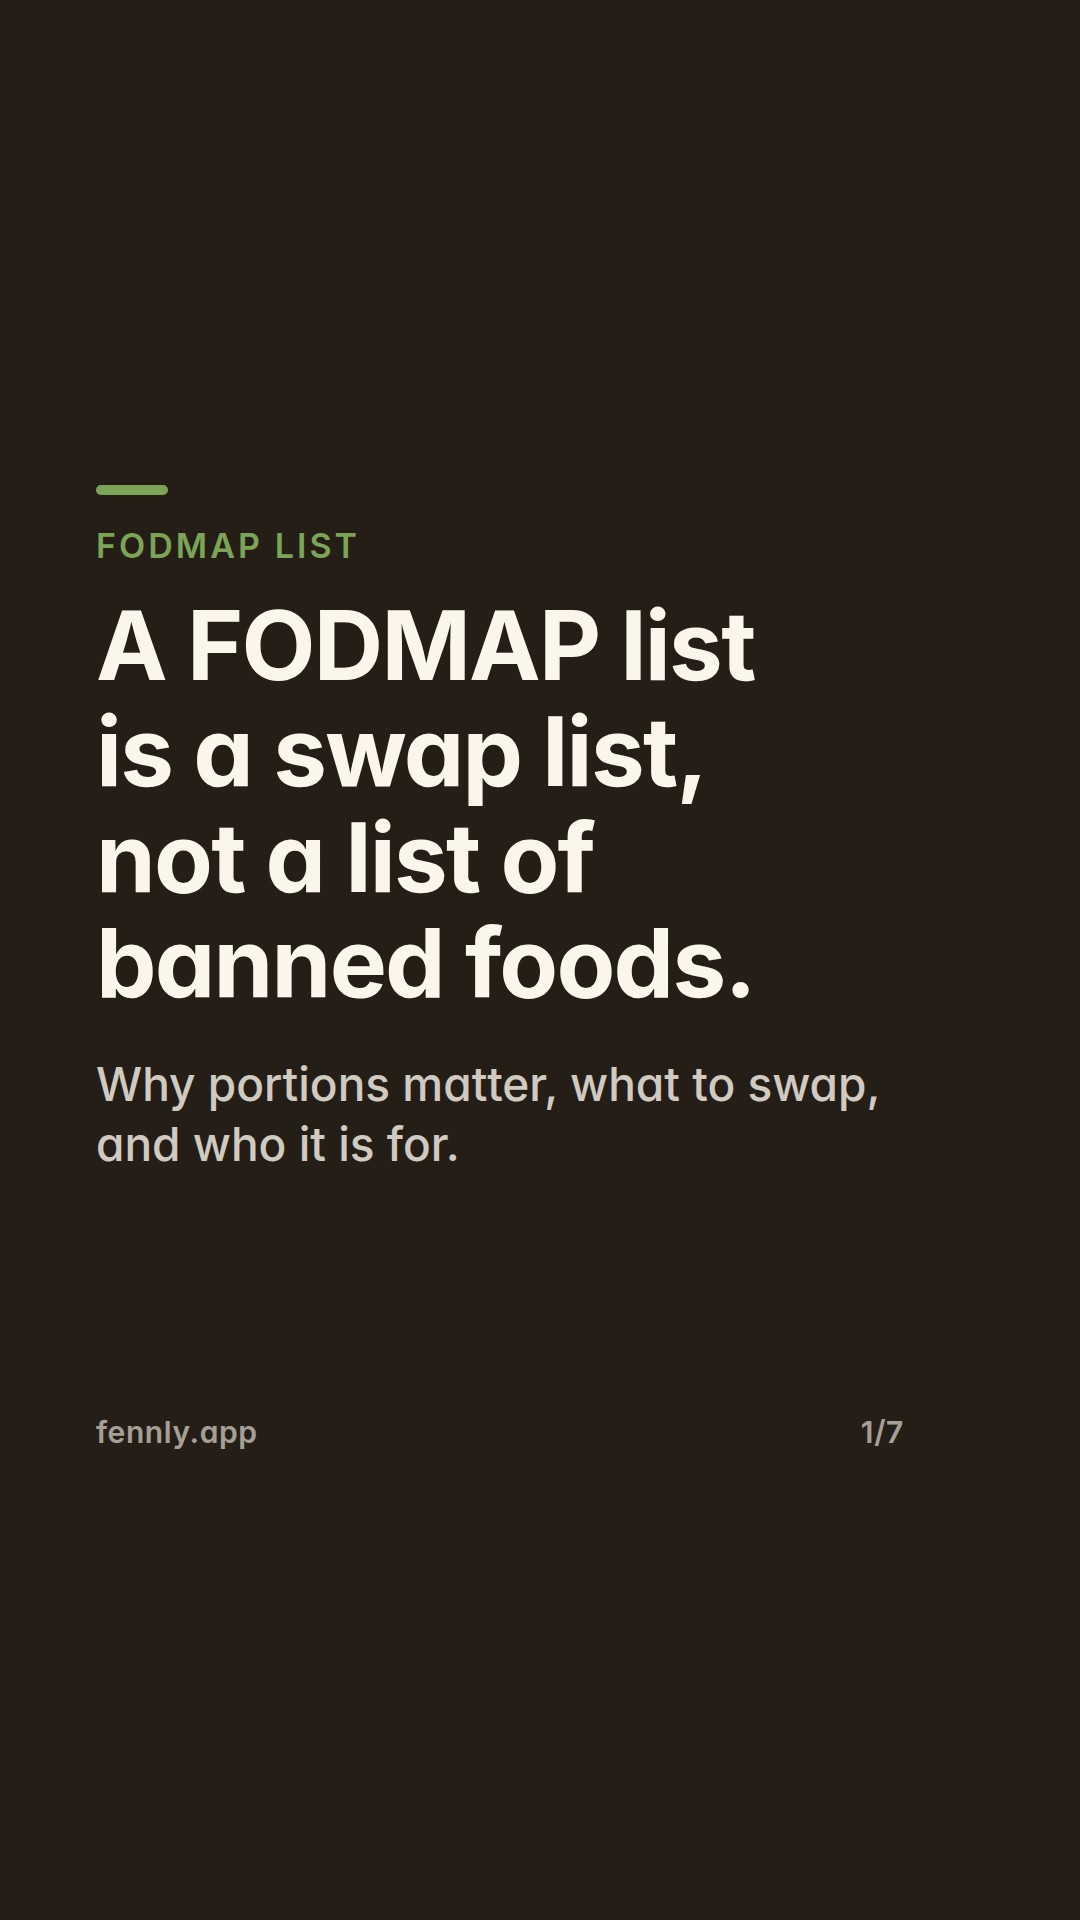 FODMAP LIST
A FODMAP list
is a swap list,
not a list of
banned foods.
Why portions matter, what to swap,
and who it is for.
fennly.app
1/7